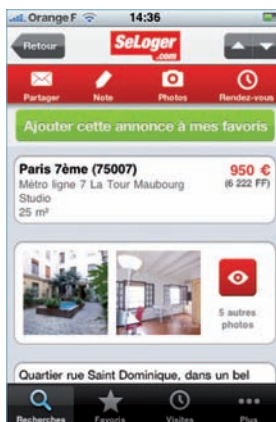 Orange F 14:36
Retour
SeLoger
.com
Partager Note Photos Rendez-vous
Ajouter cette annonce à mes favoris
Paris 7ème (75007) 950 €
Métro ligne 7 La Tour Maubourg (6 222 FF)
Studio
25 m²
5 autres
photos
Quartier rue Saint Dominique, dans un bel
Recherches Favoris Visites Plus